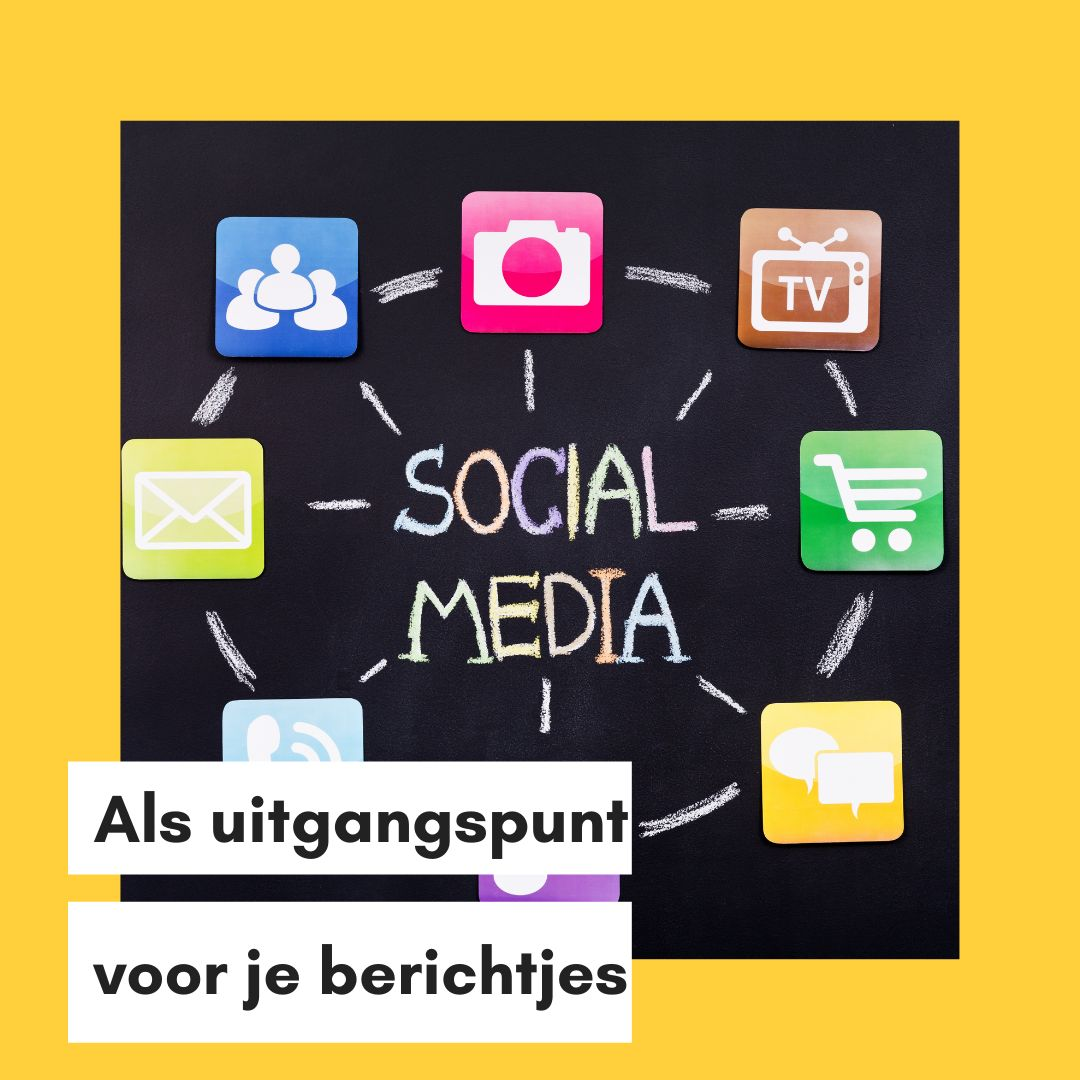 TV
SOCIAL
MEDIA
Als uitgangspunt
voor je berichtjes